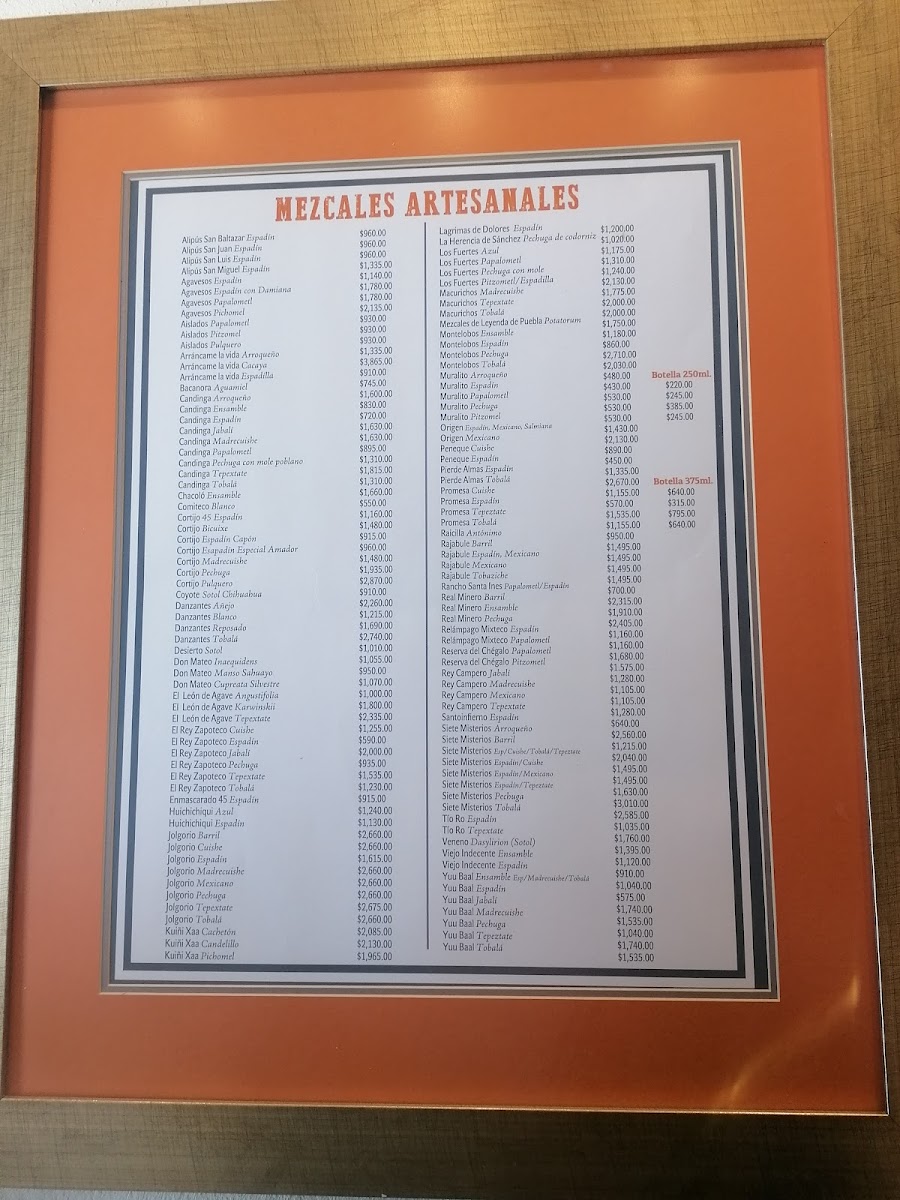 MEZCALES ARTESANALES
Alipús San Baltazar Espadín $960.00
Alipús San Juan Espadín $960.00
Alipús San Luis Espadín $960.00
Alipús San Miguel Espadín $1,335.00
Agavesos Espadín $1,140.00
Agavesos Espadín con Damiana $1,780.00
Agavesos Papalometl $1,780.00
Agavesos Pichomel $2,135.00
Aislados Papalometl $930.00
Aislados Pitzomel $930.00
Aislados Pulquero $930.00
Arráncame la vida Arroqueño $1,335.00
Arráncame la vida Cacaya $3,865.00
Arráncame la vida Espadilla $910.00
Bacanora Aguamiel $745.00
Candinga Arroqueño $1,600.00
Candinga Ensamble $830.00
Candinga Espadín $720.00
Candinga Jabalí $1,630.00
Candinga Madrecuishe $1,630.00
Candinga Papalometl $895.00
Candinga Pechuga con mole poblano $1,310.00
Candinga Tepextate $1,815.00
Candinga Tobalá $1,310.00
Chacoló Ensamble $1,660.00
Comiteco Blanco $550.00
Cortijo 45 Espadín $1,160.00
Cortijo Bicuixe $1,480.00
Cortijo Espadín Capón $915.00
Cortijo Esapadín Especial Amador $960.00
Cortijo Madrecuishe $1,480.00
Cortijo Pechuga $1,935.00
Cortijo Pulquero $2,870.00
Coyote Sotol Chihuahua $910.00
Danzantes Añejo $2,260.00
Danzantes Blanco $1,215.00
Danzantes Reposado $1,690.00
Danzantes Tobalá $2,740.00
Desierto Sotol $1,010.00
Don Mateo Inaequidens $1,055.00
Don Mateo Manso Sahuayo $950.00
Don Mateo Cupreata Silvestre $1,070.00
El León de Agave Angustifolia $1,000.00
El León de Agave Karwinskii $1,800.00
El León de Agave Tepextate $2,335.00
El Rey Zapoteco Cuishe $1,255.00
El Rey Zapoteco Espadín $590.00
El Rey Zapoteco Jabalí $2,000.00
El Rey Zapoteco Pechuga $935.00
El Rey Zapoteco Tepextate $1,535.00
El Rey Zapoteco Tobalá $1,230.00
Enmascarado 45 Espadín $915.00
Huichichiqui Azul $1,240.00
Huichichiqui Espadín $1,130.00
Jolgorio Barril $2,660.00
Jolgorio Cuishe $2,660.00
Jolgorio Espadín $1,615.00
Jolgorio Madrecuishe $2,660.00
Jolgorio Mexicano $2,660.00
Jolgorio Pechuga $2,660.00
Jolgorio Tepextate $2,675.00
Jolgorio Tobalá $2,660.00
Kuiñi Xaa Cachetón $2,085.00
Kuiñi Xaa Candelillo $2,130.00
Kuiñi Xaa Pichomel $1,965.00
Lagrimas de Dolores Espadín $1,200.00
La Herencia de Sánchez Pechuga de codorniz $1,020.00
Los Fuertes Azul $1,175.00
Los Fuertes Papalometl $1,310.00
Los Fuertes Pechuga con mole $1,240.00
Los Fuertes Pitzometl/Espadilla $2,130.00
Macurichos Madrecuishe $1,775.00
Macurichos Tepextate $2,000.00
Macurichos Tobalá $2,000.00
Mezcales de Leyenda de Puebla Potatorum $1,750.00
Montelobos Ensamble $1,180.00
Montelobos Espadín $860.00
Montelobos Pechuga $2,710.00
Montelobos Tobalá $2,030.00
Muralito Arroqueño $480.00 Botella 250ml.
Muralito Espadín $430.00 $220.00
Muralito Papalometl $530.00 $245.00
Muralito Pechuga $530.00 $385.00
Muralito Pitzomel $530.00 $245.00
Origen Espadín, Mexicano, Salmiana $1,430.00
Origen Mexicano $2,130.00
Peneque Cuishe $890.00
Peneque Espadín $450.00
Pierde Almas Espadín $1,335.00
Pierde Almas Tobalá $2,670.00 Botella 375ml.
Promesa Cuishe $1,155.00 $640.00
Promesa Espadín $570.00 $315.00
Promesa Tepeztate $1,535.00 $795.00
Promesa Tobalá $1,155.00 $640.00
Raicilla Antónimo $950.00
Rajabule Barril $1,495.00
Rajabule Espadín, Mexicano $1,495.00
Rajabule Mexicano $1,495.00
Rajabule Tobaziche $1,495.00
Rancho Santa Ines Papalometl/Espadín $700.00
Real Minero Barril $2,315.00
Real Minero Ensamble $1,910.00
Real Minero Pechuga $2,405.00
Relámpago Mixteco Espadín $1,160.00
Relámpago Mixteco Papalometl $1,160.00
Reserva del Chégalo Papalometl $1,680.00
Reserva del Chégalo Pitzometl $1.575.00
Rey Campero Jabalí $1,280.00
Rey Campero Madrecuishe $1,105.00
Rey Campero Mexicano $1,105.00
Rey Campero Tepextate $1,280.00
Santoinfierno Espadín $640.00
Siete Misterios Arroqueño $2,560.00
Siete Misterios Barril $1,215.00
Siete Misterios Esp/Cuishe/Tobalá/Tepeztate $2,040.00
Siete Misterios Espadín/Cuishe $1,495.00
Siete Misterios Espadín/Mexicano $1,495.00
Siete Misterios Espadín/Tepeztate $1,630.00
Siete Misterios Pechuga $3,010.00
Siete Misterios Tobalá $2,585.00
Tío Ro Espadín $1,035.00
Tío Ro Tepextate $1,760.00
Veneno Dasylirion (Sotol) $1,395.00
Viejo Indecente Ensamble $1,120.00
Viejo Indecente Espadín $910.00
Yuu Baal Ensamble Esp/Madrecuishe/Tobalá $1,040.00
Yuu Baal Espadín $575.00
Yuu Baal Jabalí $1,740.00
Yuu Baal Madrecuishe $1,535.00
Yuu Baal Pechuga $1,040.00
Yuu Baal Tepeztate $1,740.00
Yuu Baal Tobalá $1,535.00